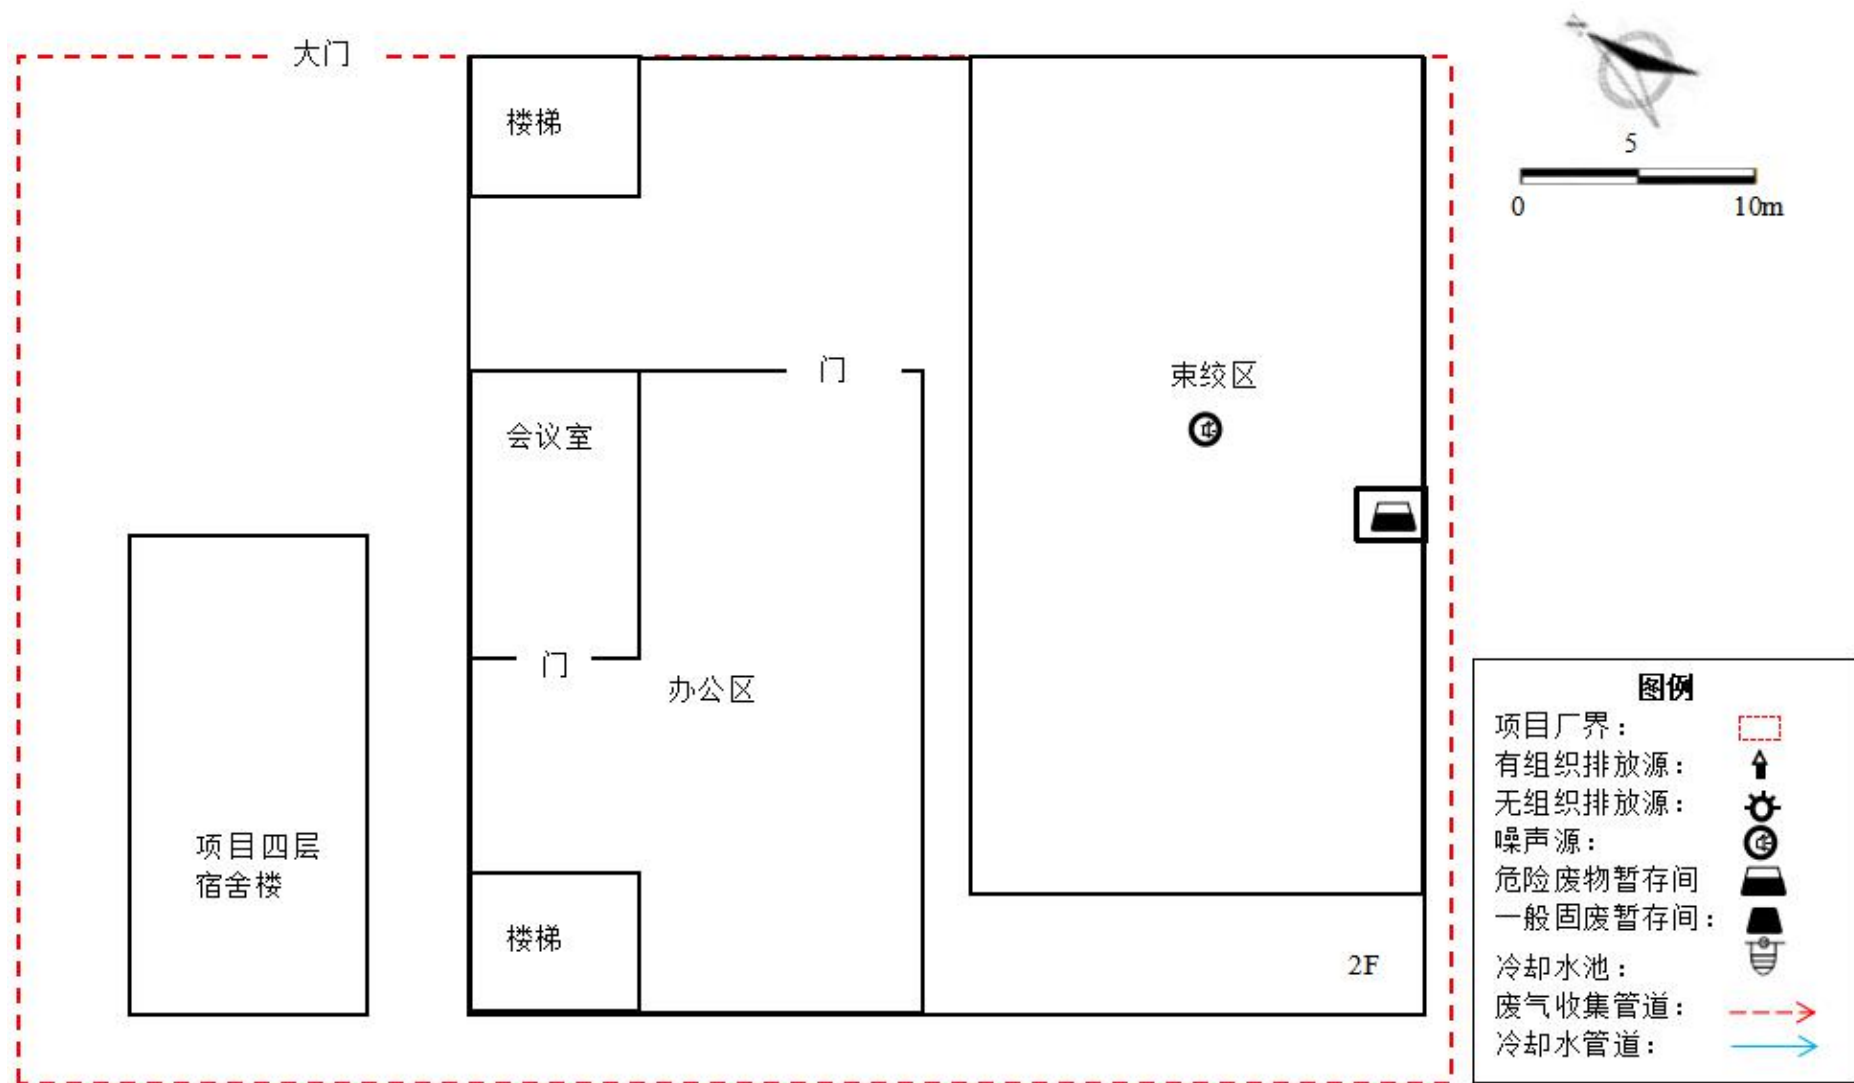 大门
楼梯
5
0
10m
门
束绞区
会议室
门
办公区
项目四层
宿舍楼
楼梯
2F
图例
项目厂界：
有组织排放源：
无组织排放源：
噪声源：
危险废物暂存间
一般固废暂存间：
冷却水池：
废气收集管道：
冷却水管道：